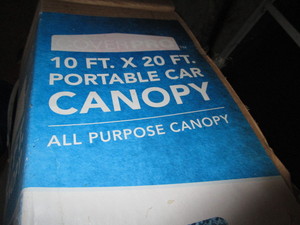 10 FT. X 20 FT.
PORTABLE CAR
CANOPY
ALL PURPOSE CANOPY